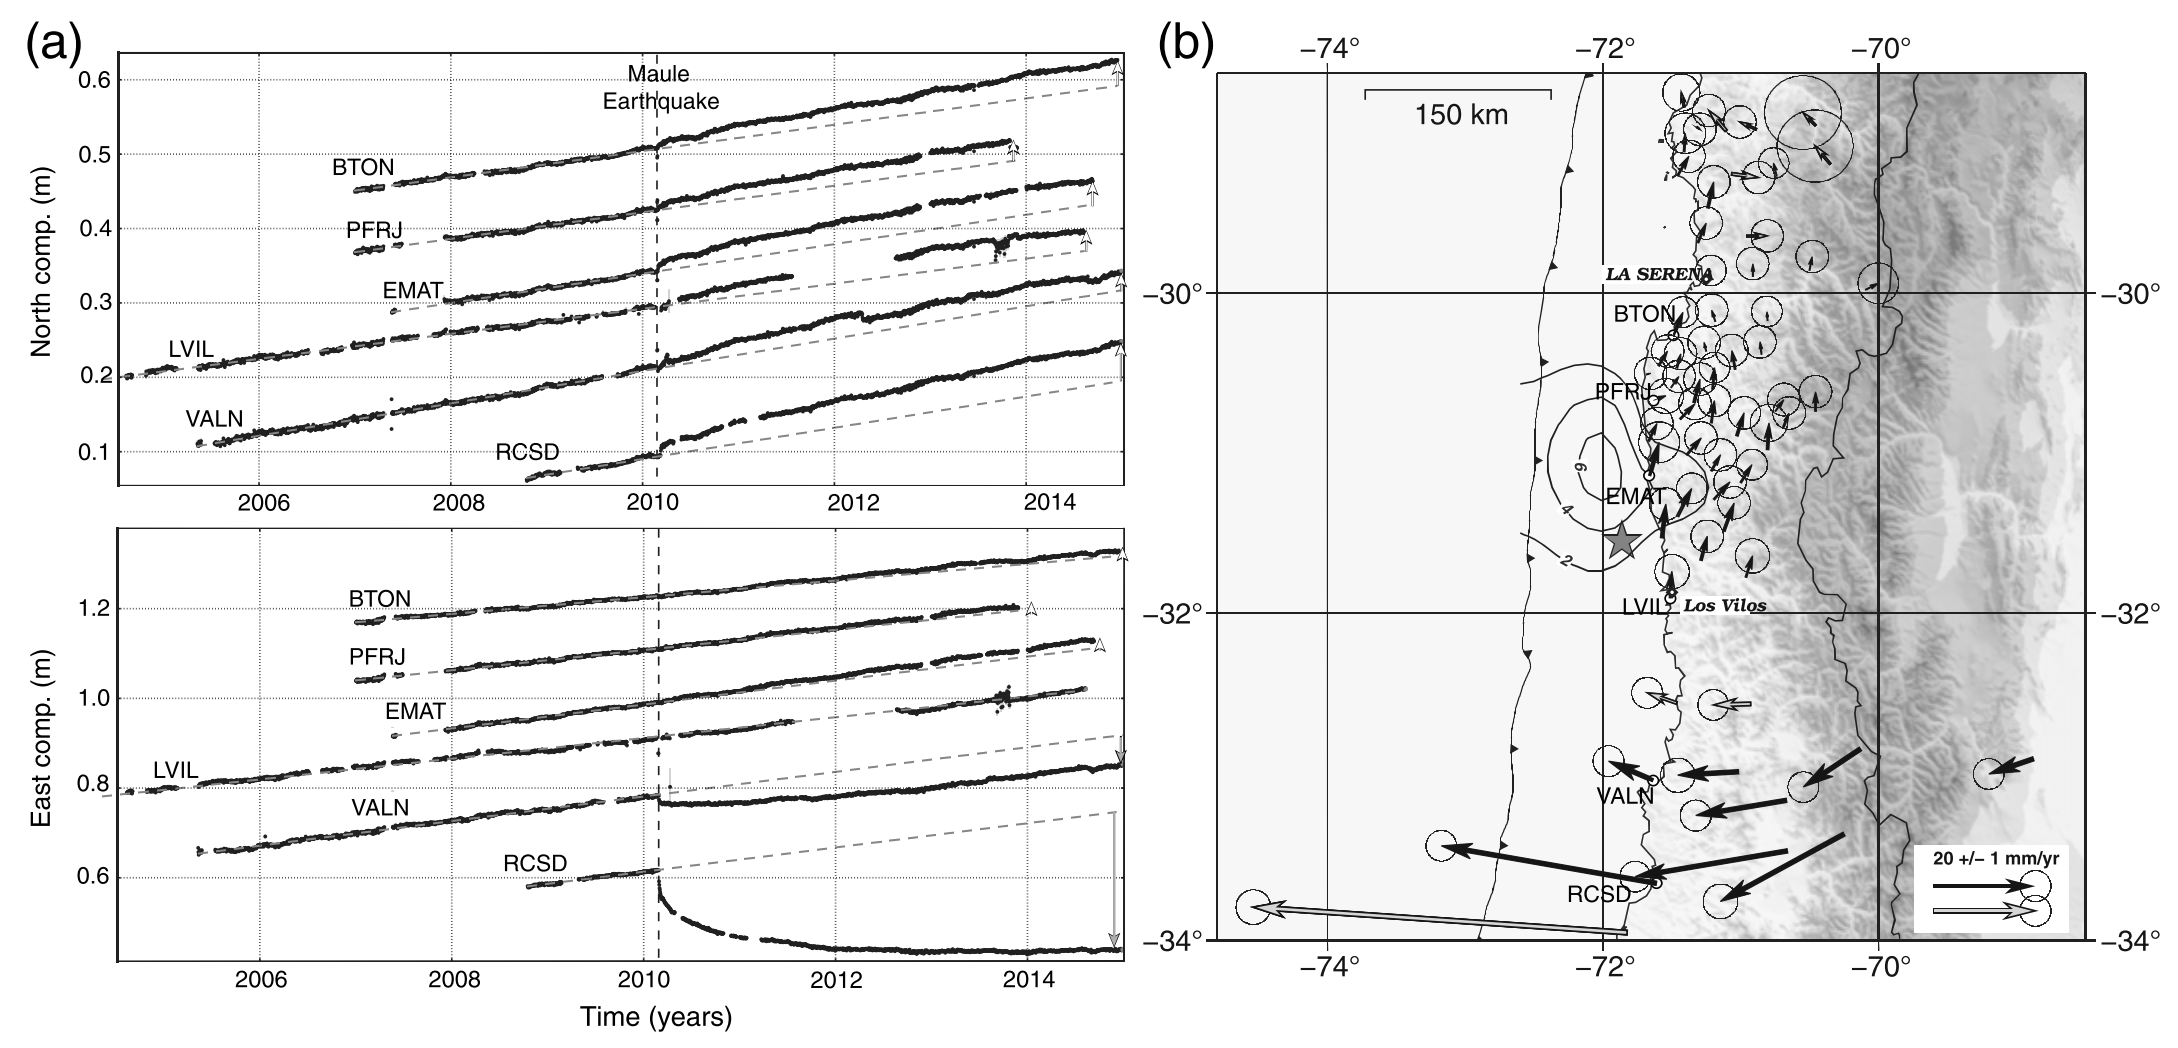 (a)
Maule
Earthquake
North comp. (m)
0.6
0.5
0.4
0.3
0.2
0.1
BTON
PFRJ
EMAT
LVIL
VALN
RCSD
2006 2008 2010 2012 2014
East comp. (m)
1.2
1.0
0.8
0.6
BTON
PFRJ
EMAT
LVIL
VALN
RCSD
2006 2008 2010 2012 2014
Time (years)
(b)
−74° −72° −70°
150 km
LA SERENA
−30° −30°
BTON
PFRJ
6
EMAT
4
2
LVIL Los Vilos
−32° −32°
VALN
RCSD
20 +/− 1 mm/yr
−34° −34°
−74° −72° −70°